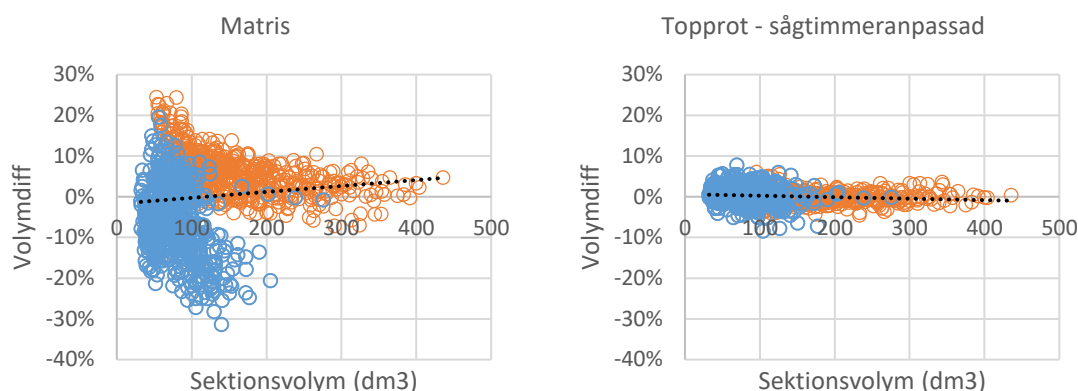 Matris
30%
20%
10%
0%
-10%
-20%
-30%
-40%
0 100 200 300 400 500
Volymdiff
Sektionsvolym (dm3)
Topprot - sågtimmeranpassad
30%
20%
10%
0%
-10%
-20%
-30%
-40%
0 100 200 300 400 500
Volymdiff
Sektionsvolym (dm3)